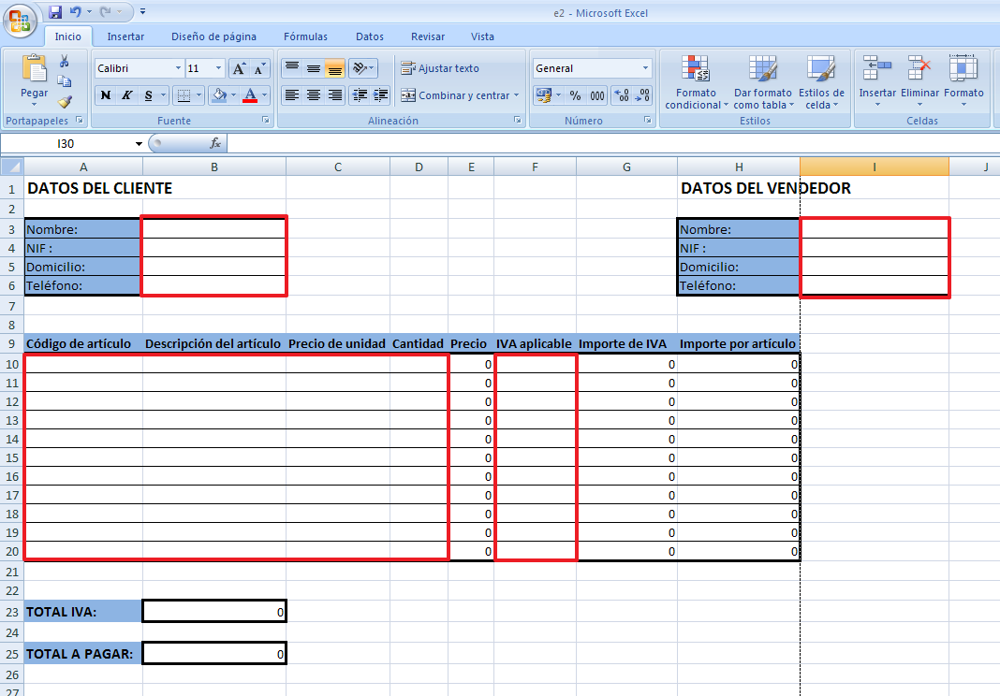 e2 - Microsoft Excel
Inicio Insertar Diseño de página Fórmulas Datos Revisar Vista
Calibri 11 Ajustar texto General
Pegar N K S A Combinar y centrar % 000 Formato condicional Dar formato como tabla Estilos de celda Insertar Eliminar Formato
Portapapeles Fuente Alineación Número Estilos Celdas
I30 fx
A B C D E F G H I J
1 DATOS DEL CLIENTE DATOS DEL VENDEDOR
2
3 Nombre: Nombre:
4 NIF : NIF :
5 Domicilio: Domicilio:
6 Teléfono: Teléfono:
7
8
9 Código de artículo Descripción del artículo Precio de unidad Cantidad Precio IVA aplicable Importe de IVA Importe por artículo
10 0 0 0
11 0 0 0
12 0 0 0
13 0 0 0
14 0 0 0
15 0 0 0
16 0 0 0
17 0 0 0
18 0 0 0
19 0 0 0
20 0 0 0
21
22
23 TOTAL IVA: 0
24
25 TOTAL A PAGAR: 0
26
27